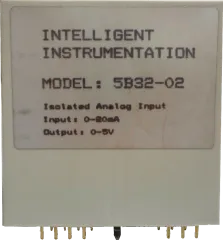 INTELLIGENT
INSTRUMENTATION
MODEL: 5B32-02
Isolated Analog Input
Input: 0-20mA
Output: 0-5V